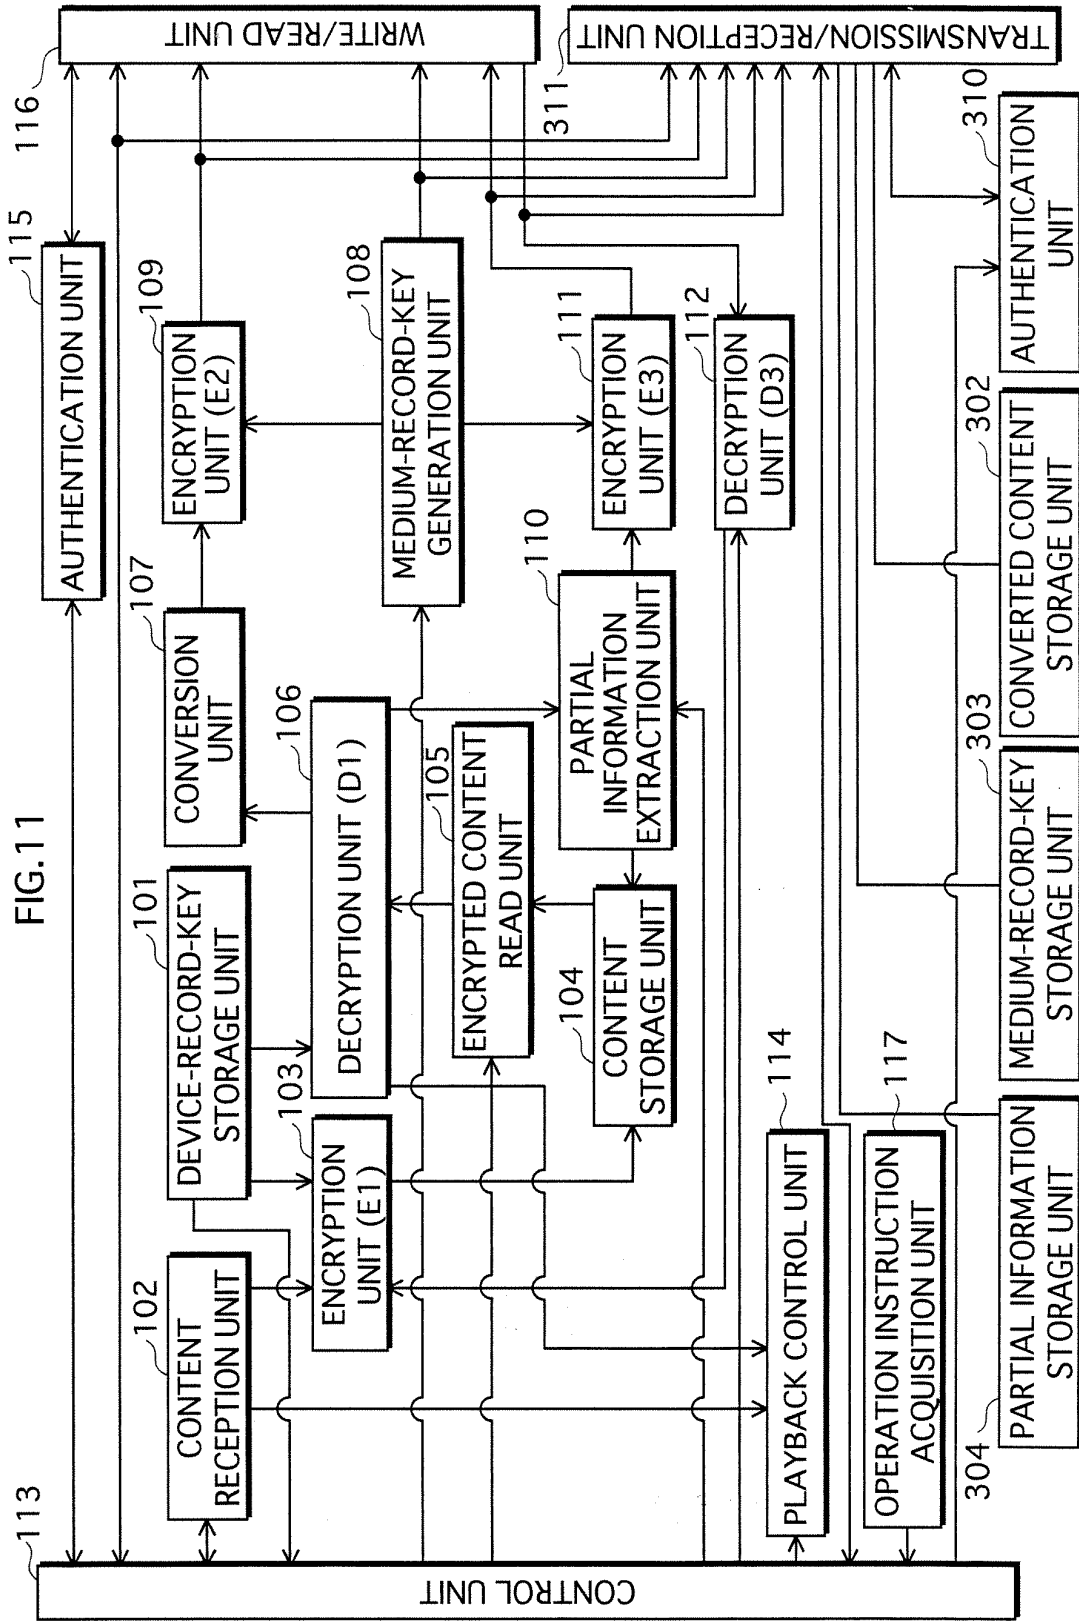 FIG.11
113
CONTROL UNIT
102
CONTENT
RECEPTION UNIT
101
DEVICE-RECORD-KEY
STORAGE UNIT
107
CONVERSION
UNIT
109
ENCRYPTION
UNIT (E2)
115
AUTHENTICATION UNIT
116
WRITE/READ UNIT
103
ENCRYPTION
UNIT (E1)
106
DECRYPTION UNIT (D1)
108
MEDIUM-RECORD-KEY
GENERATION UNIT
105
ENCRYPTED CONTENT
READ UNIT
104
CONTENT
STORAGE UNIT
110
PARTIAL
INFORMATION
EXTRACTION UNIT
111
ENCRYPTION
UNIT (E3)
112
DECRYPTION
UNIT (D3)
311
TRANSMISSION/RECEPTION UNIT
114
PLAYBACK CONTROL UNIT
117
OPERATION INSTRUCTION
ACQUISITION UNIT
304
PARTIAL INFORMATION
STORAGE UNIT
303
MEDIUM-RECORD-KEY
STORAGE UNIT
302
CONVERTED CONTENT
STORAGE UNIT
310
AUTHENTICATION
UNIT